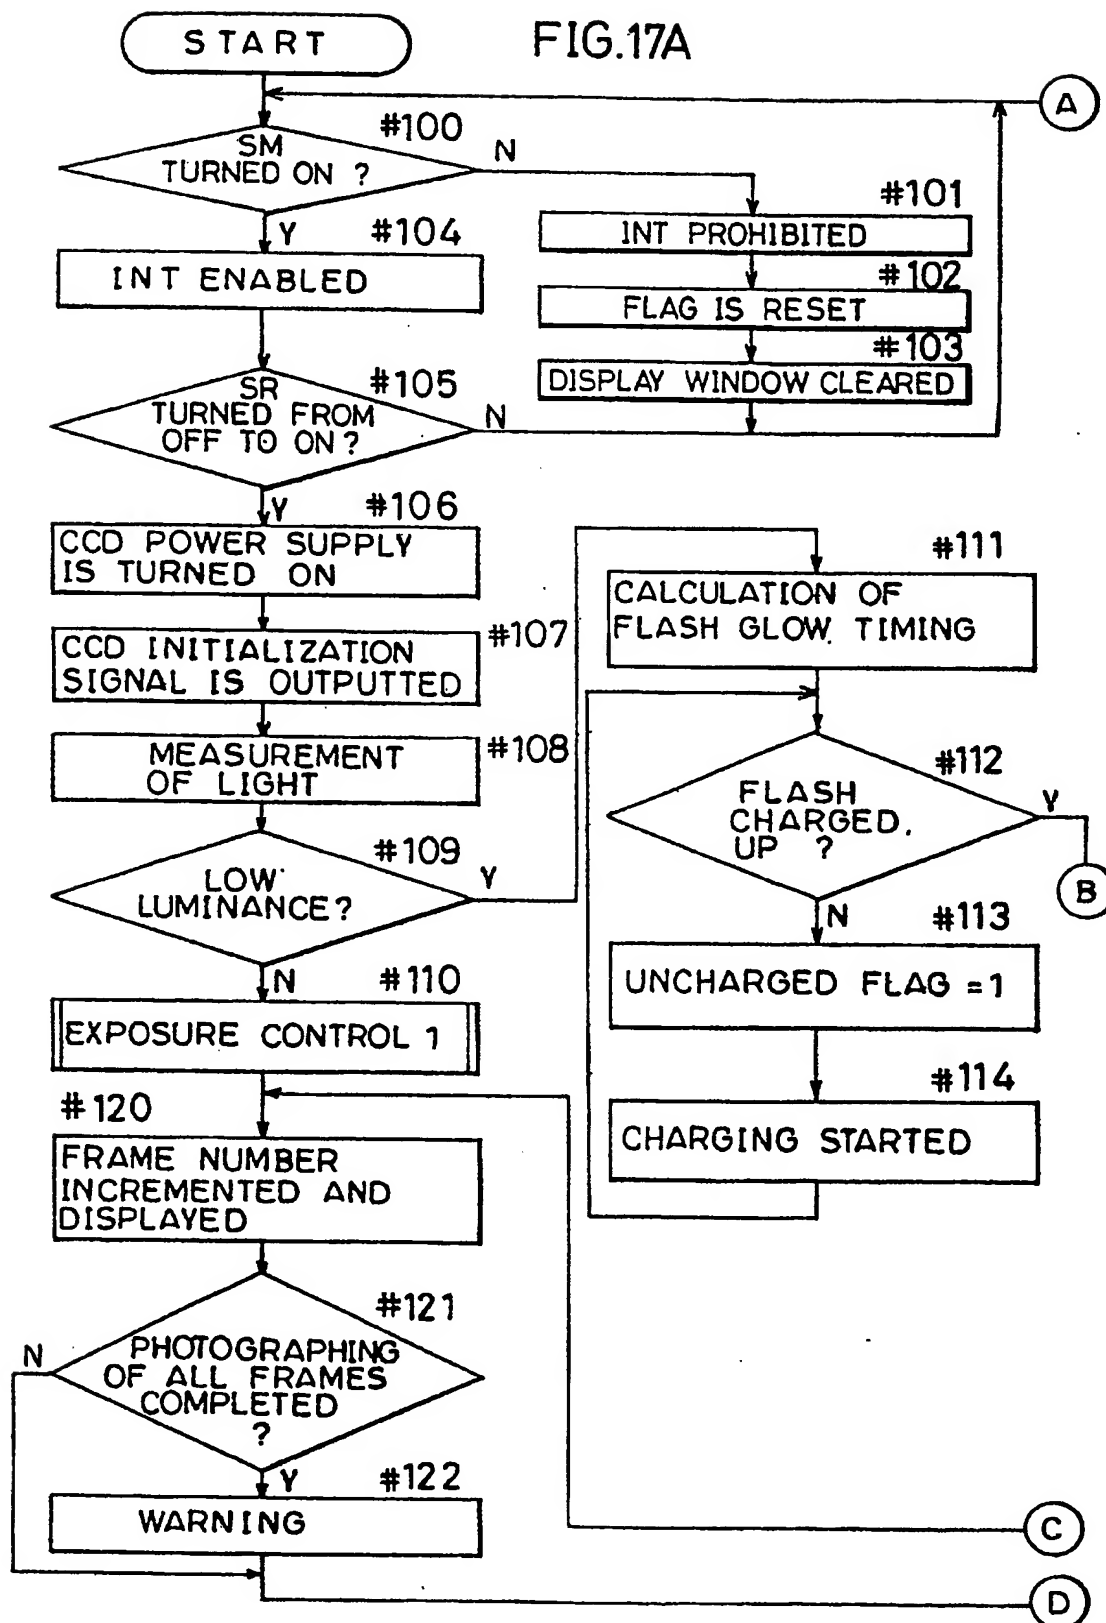 START
FIG.17A
A
#100
SM
TURNED ON ?
N
Y
#101
INT PROHIBITED
#102
FLAG IS RESET
#103
DISPLAY WINDOW CLEARED
#104
INT ENABLED
#105
SR
TURNED FROM
OFF TO ON?
N
Y
#106
CCD POWER SUPPLY
IS TURNED ON
#107
CCD INITIALIZATION
SIGNAL IS OUTPUTTED
#108
MEASUREMENT
OF LIGHT
#109
LOW
LUMINANCE?
Y
N
#110
EXPOSURE CONTROL 1
#111
CALCULATION OF
FLASH GLOW TIMING
#112
FLASH
CHARGED
UP ?
Y
B
N
#113
UNCHARGED FLAG =1
#114
CHARGING STARTED
#120
FRAME NUMBER
INCREMENTED AND
DISPLAYED
#121
PHOTOGRAPHING
OF ALL FRAMES
COMPLETED
?
N
Y
#122
WARNING
C
D